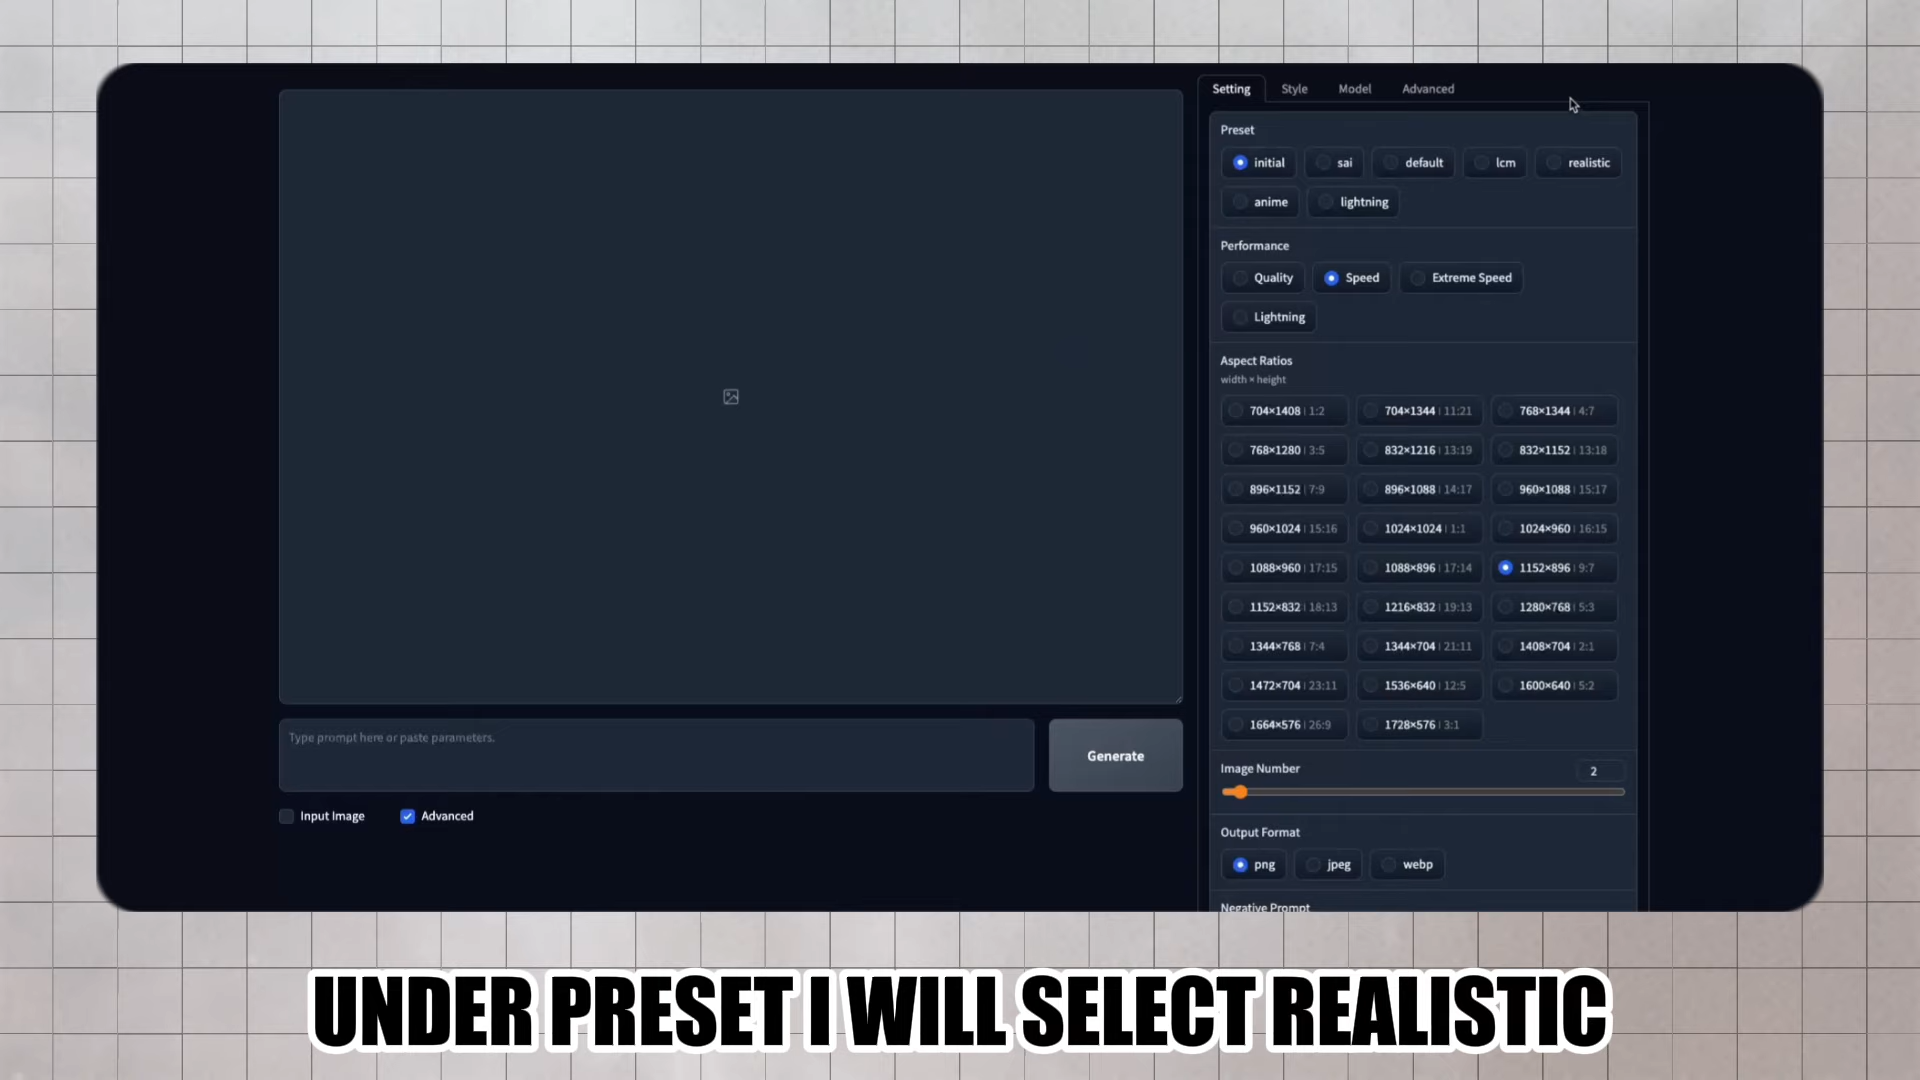 Setting Style Model Advanced
Preset
initial sai default lcm realistic
anime lightning
Performance
Quality Speed Extreme Speed
Lightning
Aspect Ratios
width × height
704×1408 | 1:2 704×1344 | 11:21 768×1344 | 4:7
768×1280 | 3:5 832×1216 | 13:19 832×1152 | 13:18
896×1152 | 7:9 896×1088 | 14:17 960×1088 | 15:17
960×1024 | 15:16 1024×1024 | 1:1 1024×960 | 16:15
1088×960 | 17:15 1088×896 | 17:14 1152×896 | 9:7
1152×832 | 18:13 1216×832 | 19:13 1280×768 | 5:3
1344×768 | 7:4 1344×704 | 21:11 1408×704 | 2:1
1472×704 | 23:11 1536×640 | 12:5 1600×640 | 5:2
1664×576 | 26:9 1728×576 | 3:1
Type prompt here or paste parameters.
Generate
Image Number 2
Input Image Advanced
Output Format
png jpeg webp
Negative Prompt
UNDER PRESET I WILL SELECT REALISTIC